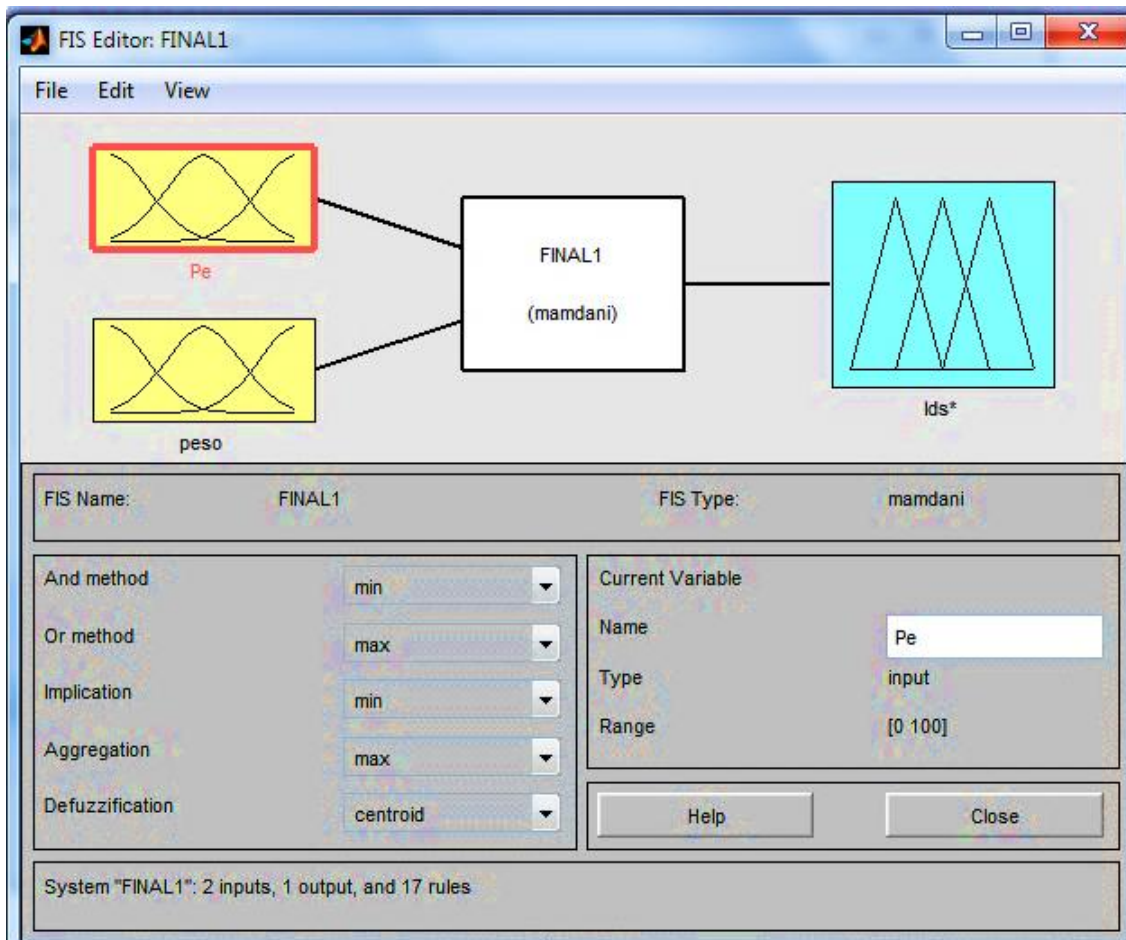 FIS Editor: FINAL1
File Edit View
Pe
peso
FINAL1
(mamdani)
Ids*
FIS Name: FINAL1 FIS Type: mamdani
And method min
Or method max
Implication min
Aggregation max
Defuzzification centroid
Current Variable
Name Pe
Type input
Range [0 100]
Help Close
System "FINAL1": 2 inputs, 1 output, and 17 rules